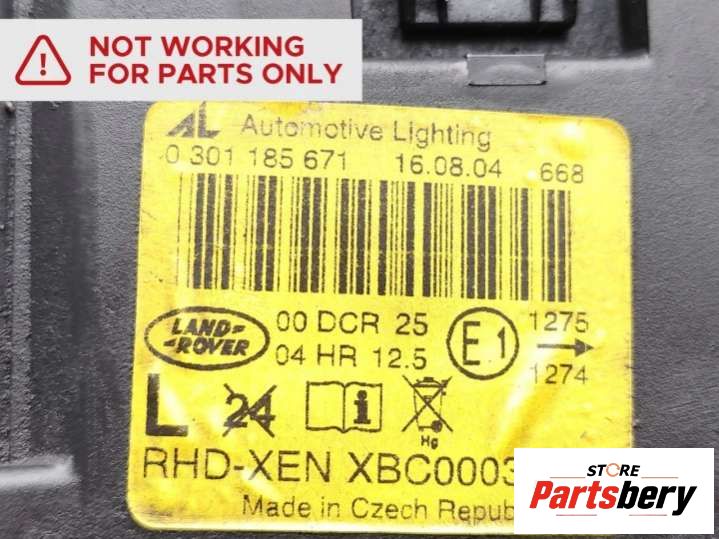 NOT WORKING
FOR PARTS ONLY
AL Automotive Lighting
0 301 185 671 16.08.04 668
LAND-
-ROVER
00 DCR 25
04 HR 12.5
E1
1275
1274
L 24 i
Hg
RHD-XEN
Made in Czech
STORE
Partsbery